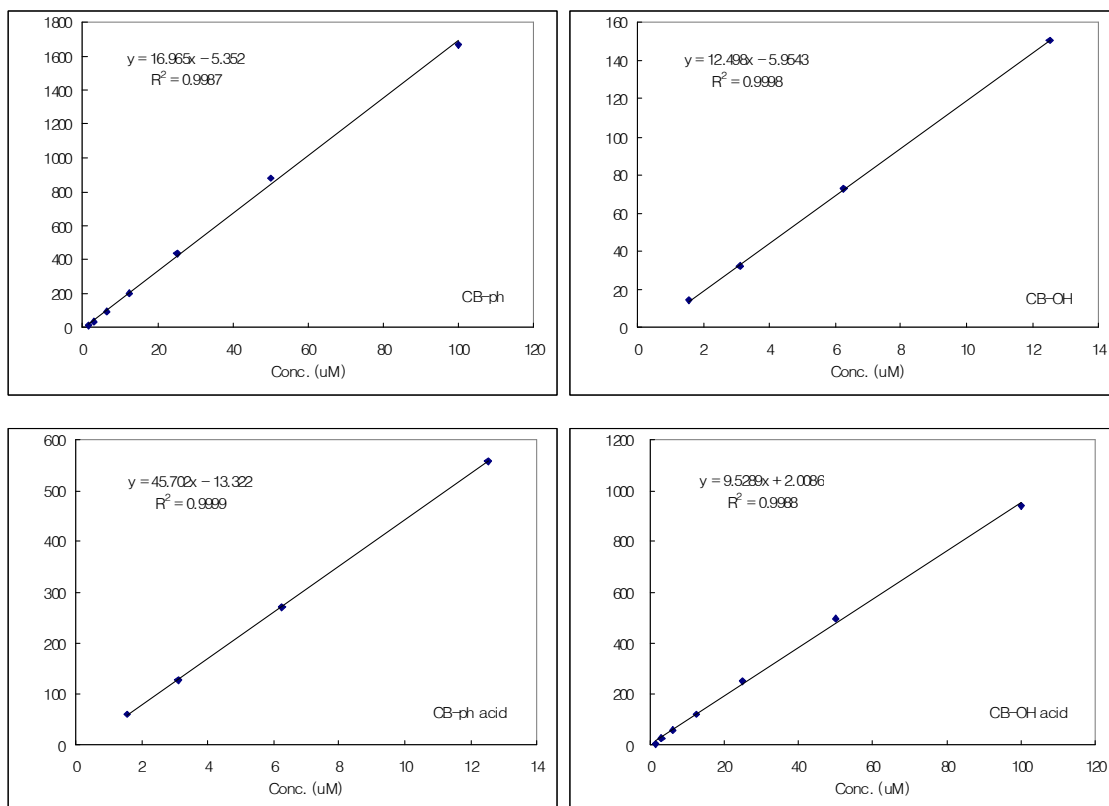 1800
1600
1400
1200
1000
800
600
400
200
0
y = 16.965x − 5.352
R² = 0.9987
CB-ph
0 20 40 60 80 100 120
Conc. (uM)
160
140
120
100
80
60
40
20
0
y = 12.498x − 5.9543
R² = 0.9998
CB-OH
0 2 4 6 8 10 12 14
Conc. (uM)
600
500
400
300
200
100
0
y = 45.702x − 13.322
R² = 0.9999
CB-ph acid
0 2 4 6 8 10 12 14
Conc. (uM)
1200
1000
800
600
400
200
0
y = 9.5289x + 2.0086
R² = 0.9988
CB-OH acid
0 20 40 60 80 100 120
Conc. (uM)